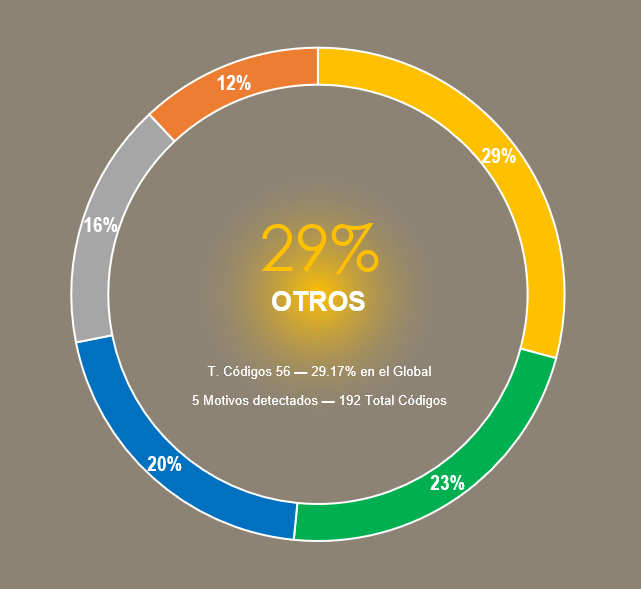 12%
29%
16%
29%
OTROS
T. Códigos 56 — 29.17% en el Global
5 Motivos detectados — 192 Total Códigos
20%
23%